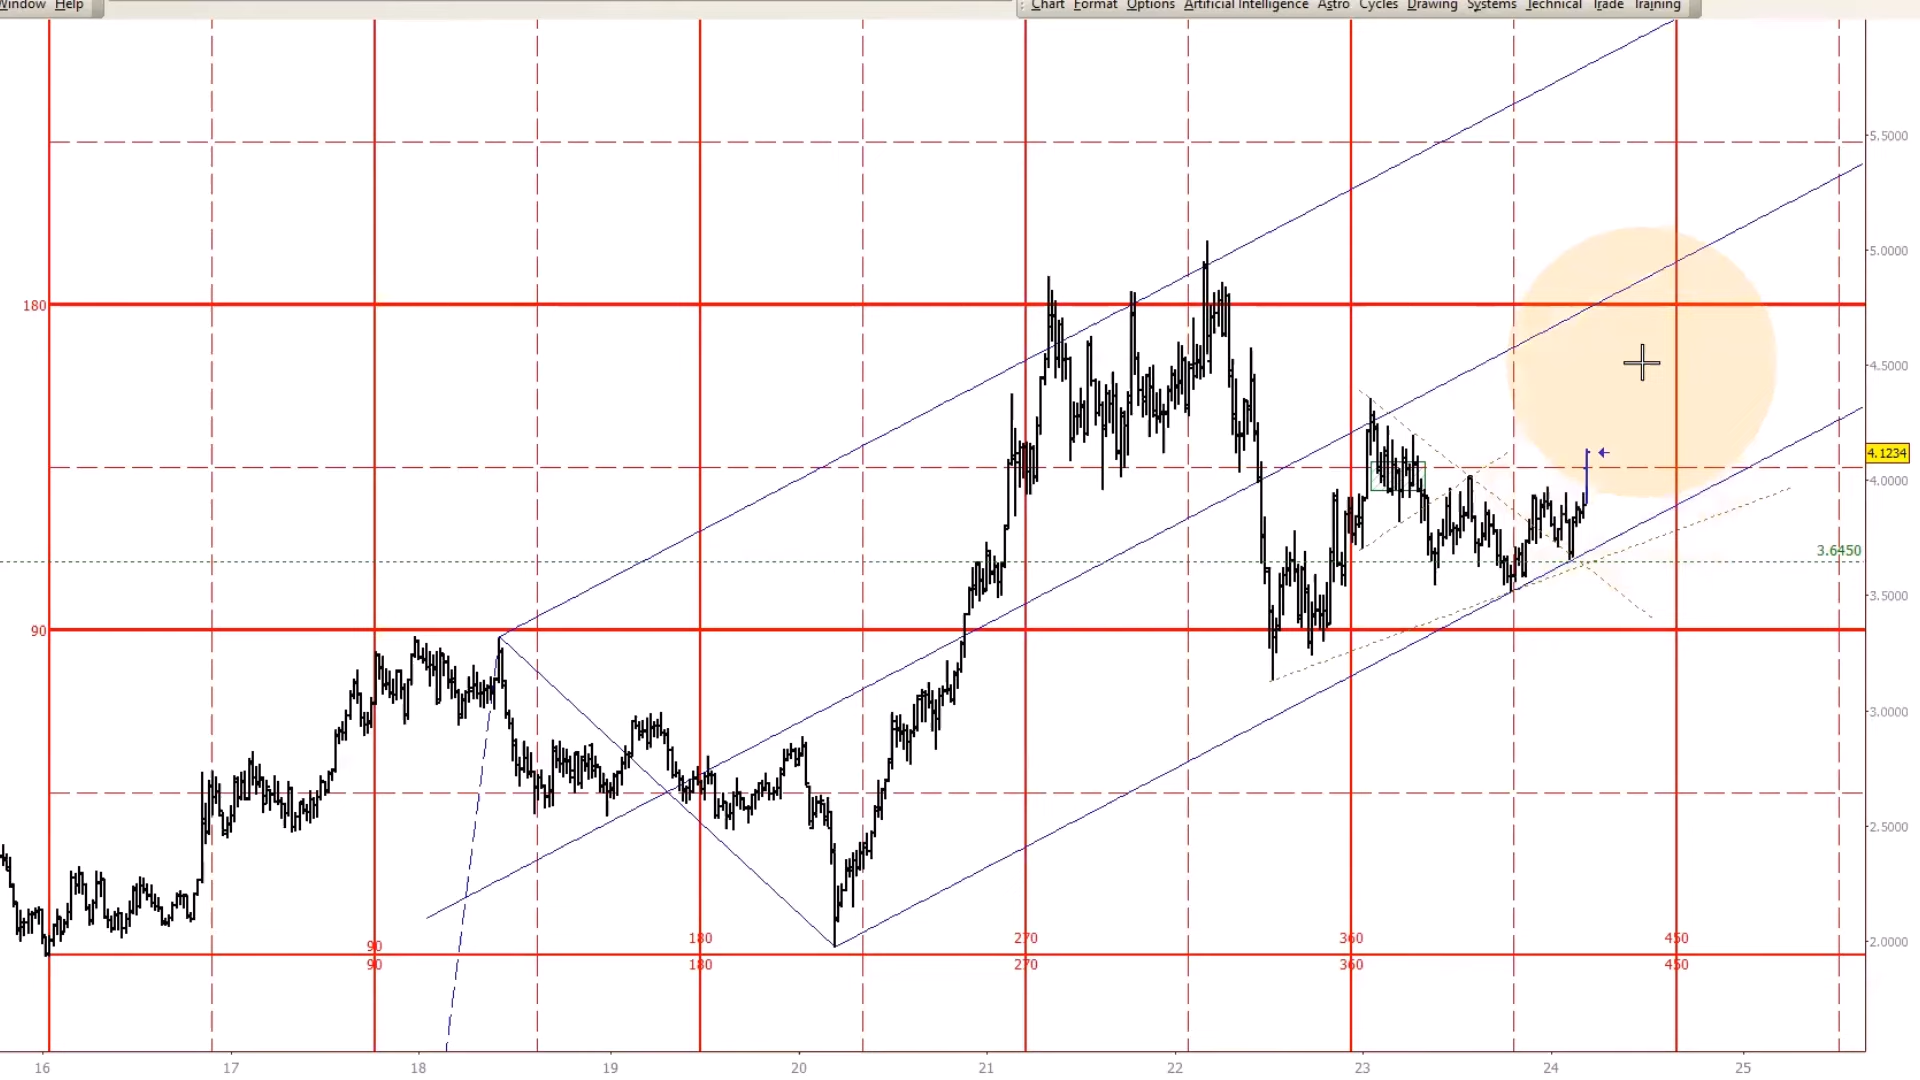 Window Help
Chart Format Options Artificial Intelligence Astro Cycles Drawing Systems Technical Trade Training
5.5000
5.0000
180
4.5000
4.1234
4.0000
3.6450
3.5000
90
3.0000
2.5000
90 180 270 360 450
2.0000
90 180 270 360 450
16 17 18 19 20 21 22 23 24 25